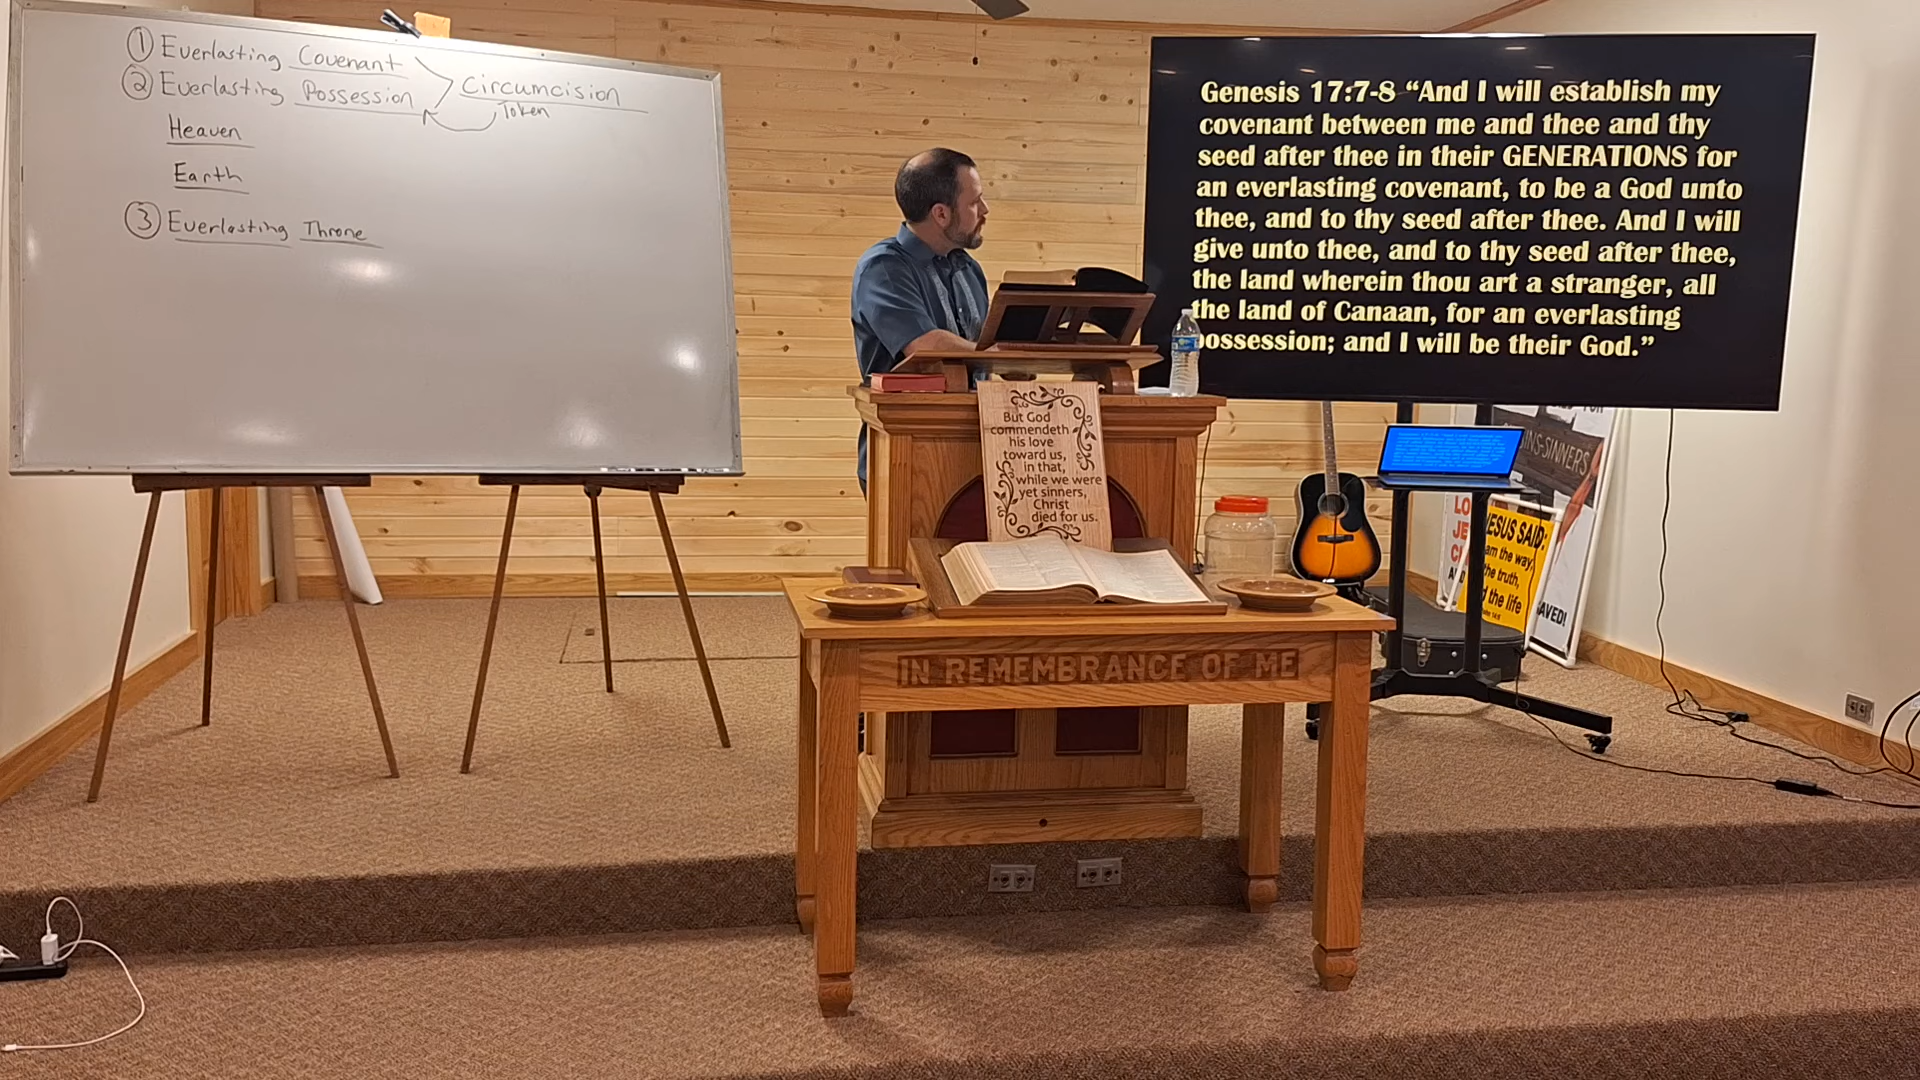 ① Everlasting Covenant
② Everlasting Possession
Circumcision
Token
Heaven
Earth
③ Everlasting Throne
Genesis 17:7-8 “And I will establish my
covenant between me and thee and thy
seed after thee in their GENERATIONS for
an everlasting covenant, to be a God unto
thee, and to thy seed after thee. And I will
give unto thee, and to thy seed after thee,
the land wherein thou art a stranger, all
the land of Canaan, for an everlasting
possession; and I will be their God.”
But God
commendeth
his love
toward us,
in that,
while we were
yet sinners,
Christ
died for us.
IN REMEMBRANCE OF ME
SINNERS
LO
JE
JESUS SAID:
am the way,
the truth,
the life
AVED!